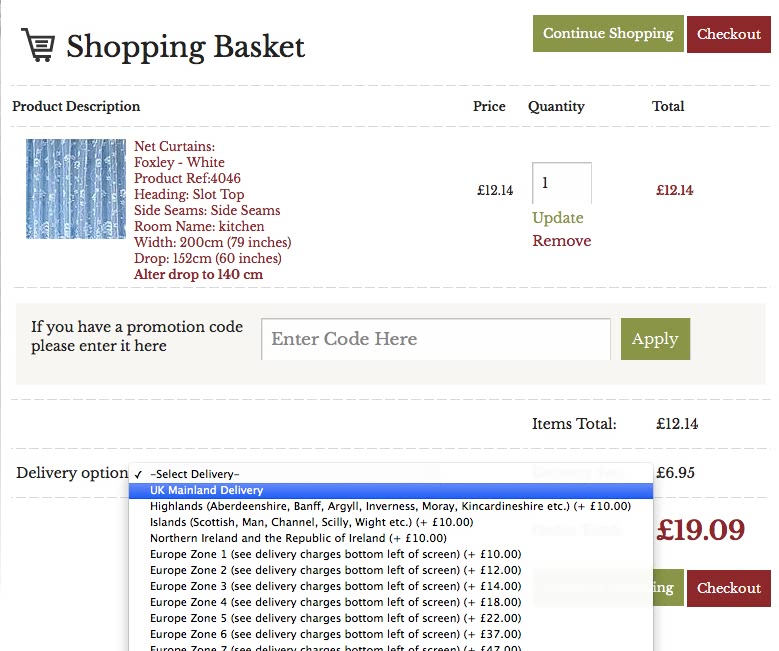 Shopping Basket
Continue Shopping
Checkout
Product Description
Price
Quantity
Total
Net Curtains:
Foxley - White
Product Ref:4046
Heading: Slot Top
Side Seams: Side Seams
Room Name: kitchen
Width: 200cm (79 inches)
Drop: 152cm (60 inches)
Alter drop to 140 cm
£12.14
1
Update
Remove
£12.14
If you have a promotion code
please enter it here
Enter Code Here
Apply
Items Total:
£12.14
Delivery option
£6.95
✓ -Select Delivery-
UK Mainland Delivery
Highlands (Aberdeenshire, Banff, Argyll, Inverness, Moray, Kincardineshire etc.) (+ £10.00)
Islands (Scottish, Man, Channel, Scilly, Wight etc.) (+ £10.00)
Northern Ireland and the Republic of Ireland (+ £10.00)
Europe Zone 1 (see delivery charges bottom left of screen) (+ £10.00)
Europe Zone 2 (see delivery charges bottom left of screen) (+ £12.00)
Europe Zone 3 (see delivery charges bottom left of screen) (+ £14.00)
Europe Zone 4 (see delivery charges bottom left of screen) (+ £18.00)
Europe Zone 5 (see delivery charges bottom left of screen) (+ £22.00)
Europe Zone 6 (see delivery charges bottom left of screen) (+ £37.00)
Europe Zone 7 (see delivery charges bottom left of screen) (+ £47.00)
£19.09
ing
Checkout